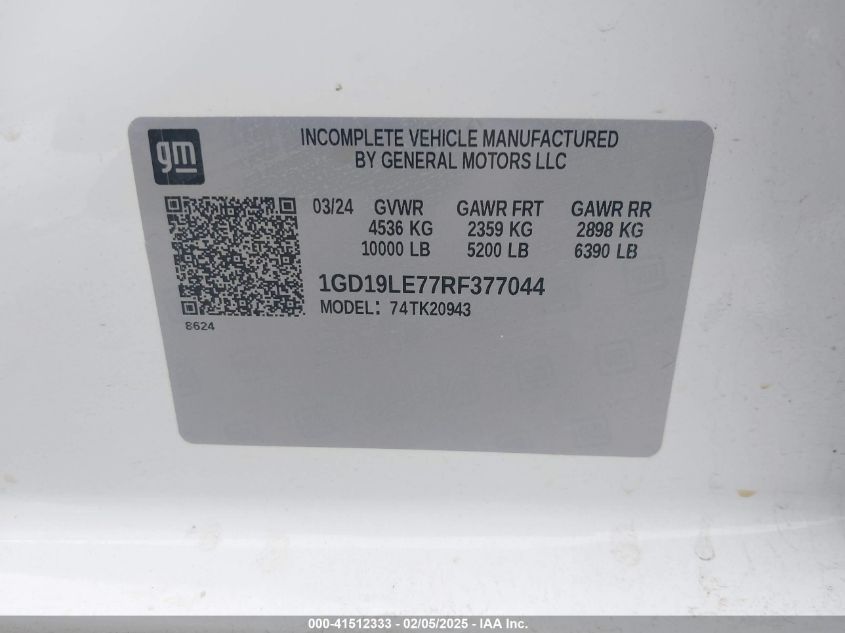 gm
INCOMPLETE VEHICLE MANUFACTURED
BY GENERAL MOTORS LLC
03/24 GVWR GAWR FRT GAWR RR
4536 KG 2359 KG 2898 KG
10000 LB 5200 LB 6390 LB
1GD19LE77RF377044
MODEL: 74TK20943
8624
000-41512333 - 02/05/2025 - IAA Inc.